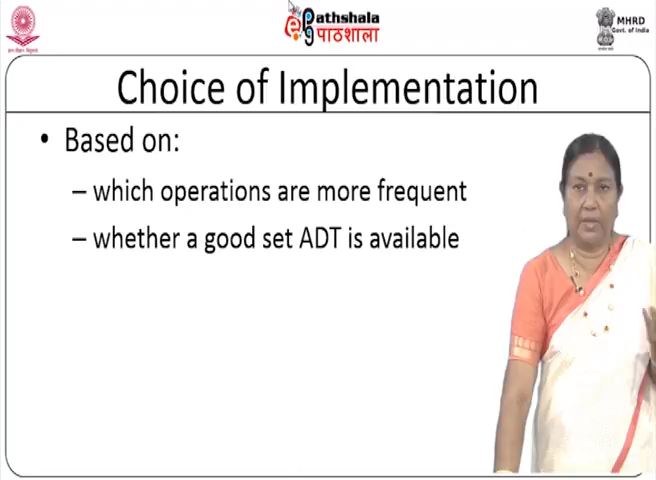 ePathshala
पाठशाला
MHRD
Govt. of India
Choice of Implementation
• Based on:
– which operations are more frequent
– whether a good set ADT is available